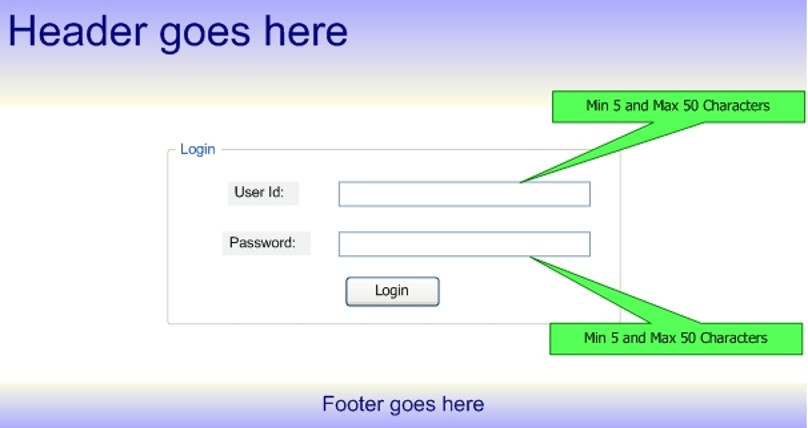 Header goes here
Min 5 and Max 50 Characters
Login
User Id:
Password:
Login
Min 5 and Max 50 Characters
Footer goes here